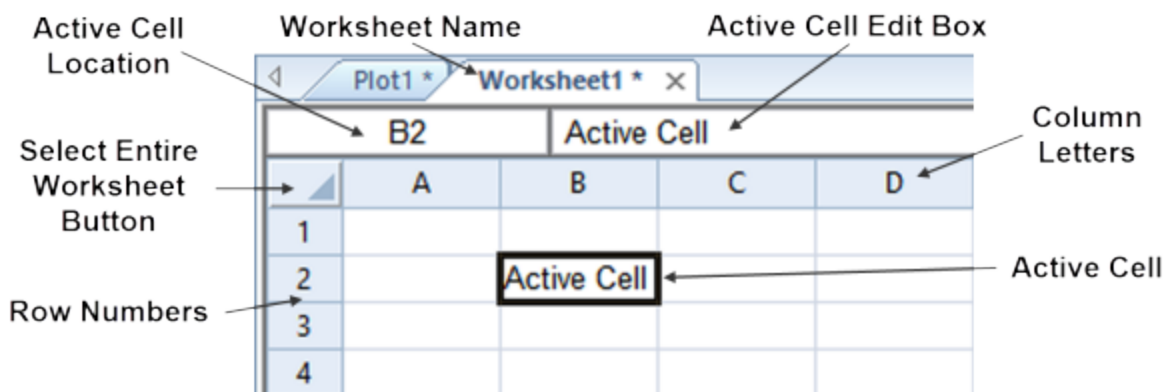 Active Cell
Location
Worksheet Name
Active Cell Edit Box
Plot1 *
Worksheet1 *
B2
Active Cell
Column
Letters
Select Entire
Worksheet
Button
A B C D
1
2 Active Cell
Active Cell
Row Numbers
3
4